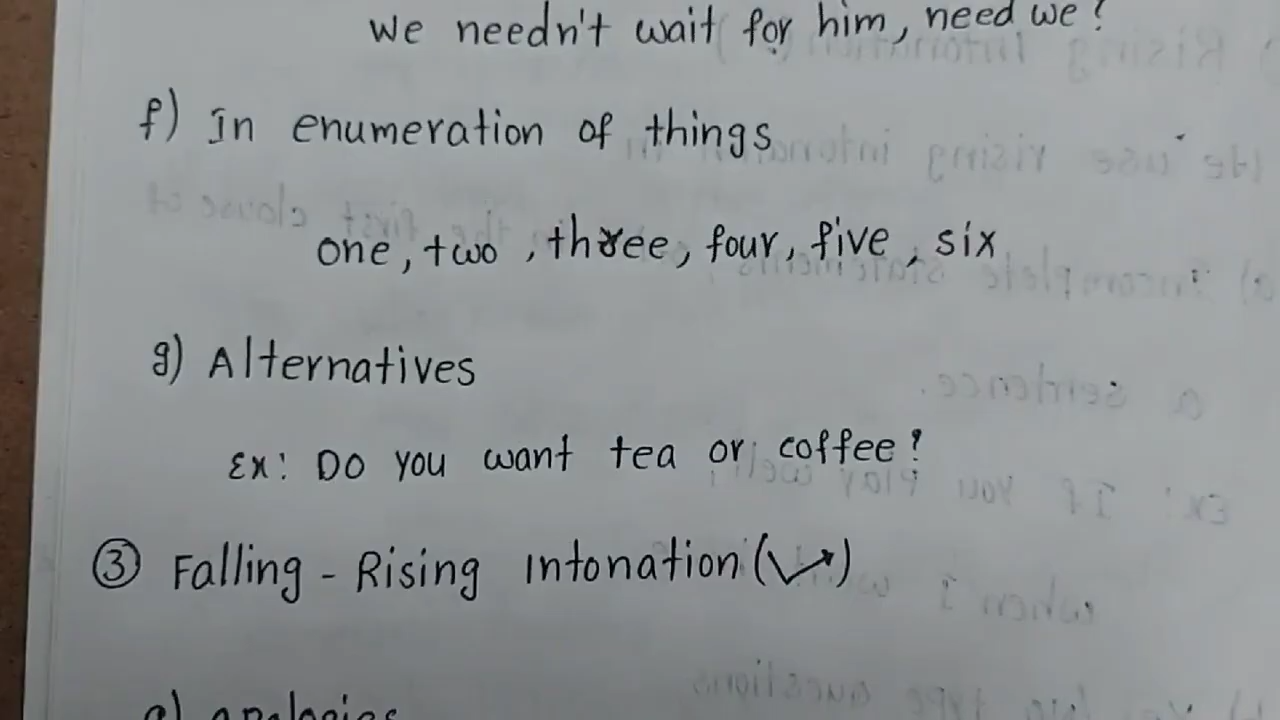 we needn't wait for him, need we?
f) In enumeration of things
one, two, three, four, five, six
g) Alternatives
Ex: Do you want tea or coffee?
③ Falling - Rising Intonation (↘↗)
a) apologies